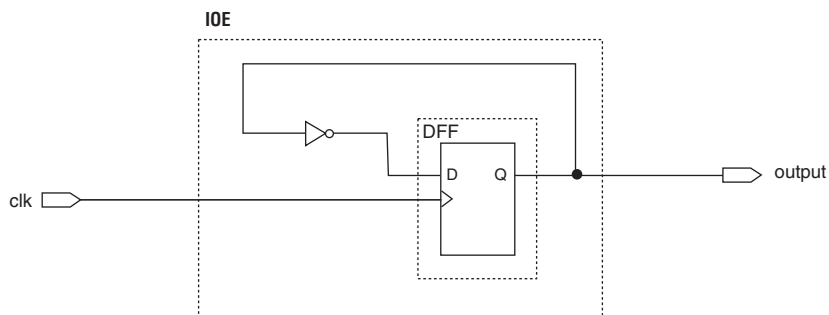 IOE
DFF
D Q
clk
output